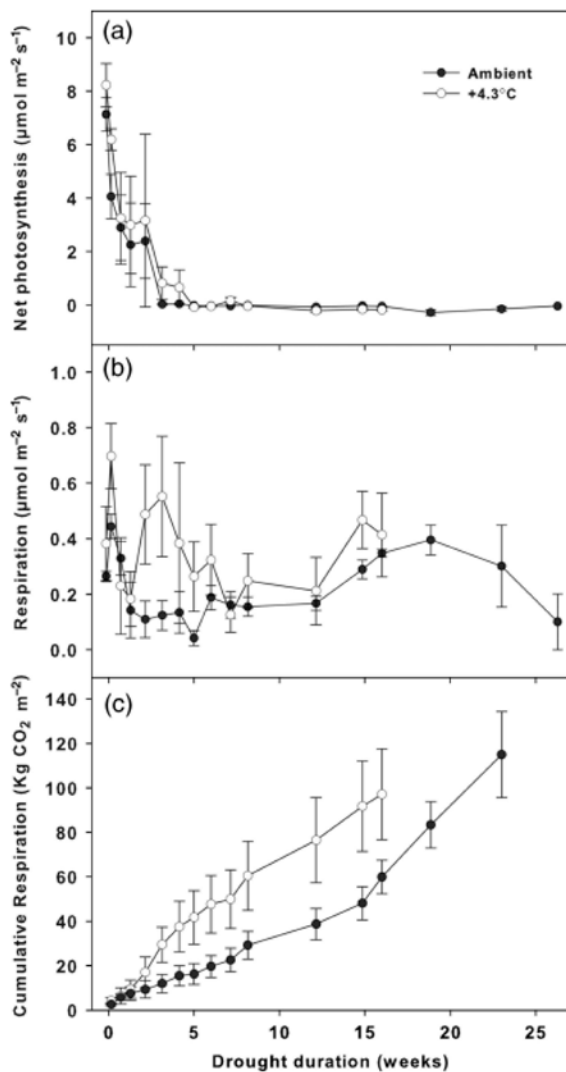 (a)
Ambient
+4.3°C
Net photosynthesis (μmol m⁻² s⁻¹)
10
8
6
4
2
0
(b)
Respiration (μmol m⁻² s⁻¹)
1.0
0.8
0.6
0.4
0.2
0.0
(c)
Cumulative Respiration (Kg CO₂ m⁻²)
140
120
100
80
60
40
20
0
0 5 10 15 20 25
Drought duration (weeks)